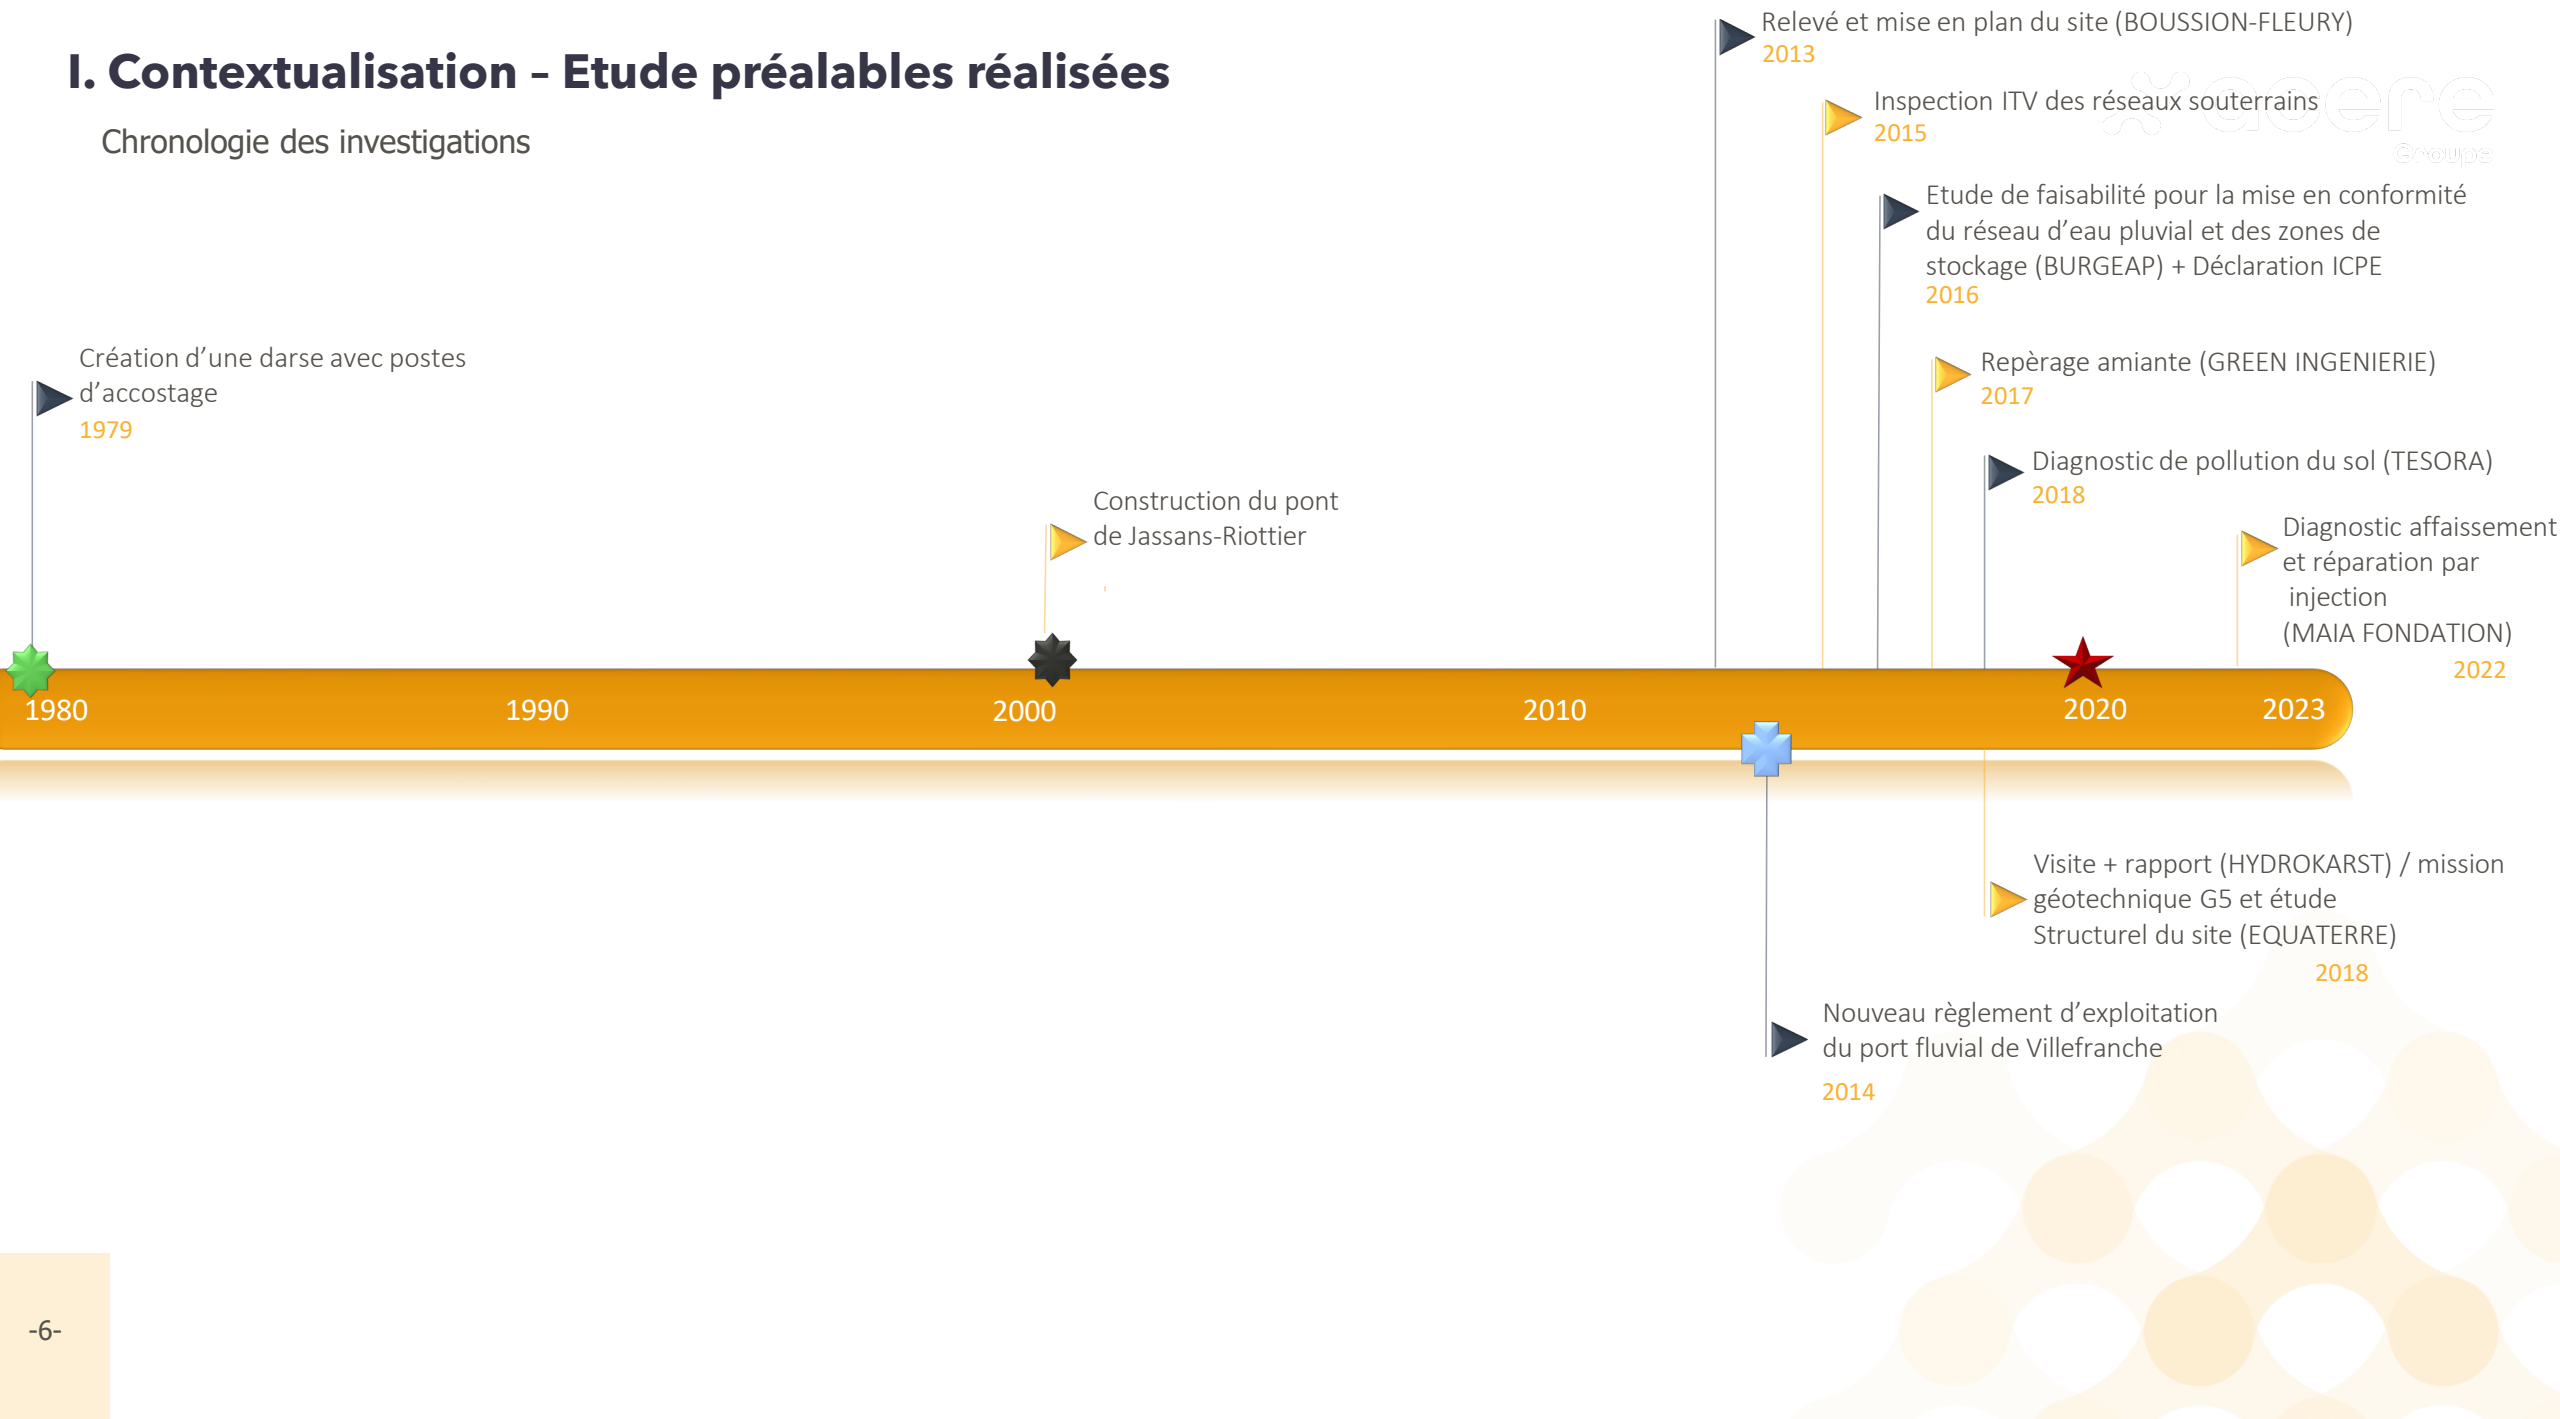 I. Contextualisation – Etude préalables réalisées
Chronologie des investigations
Relevé et mise en plan du site (BOUSSION-FLEURY)
2013
Inspection ITV des réseaux souterrains
2015
acere
Groupe
Etude de faisabilité pour la mise en conformité
du réseau d’eau pluvial et des zones de
stockage (BURGEAP) + Déclaration ICPE
2016
Création d’une darse avec postes
d’accostage
1979
Repèrage amiante (GREEN INGENIERIE)
2017
Diagnostic de pollution du sol (TESORA)
2018
Construction du pont
de Jassans-Riottier
Diagnostic affaissement
et réparation par
injection
(MAIA FONDATION)
2022
1980 1990 2000 2010 2020 2023
Visite + rapport (HYDROKARST) / mission
géotechnique G5 et étude
Structurel du site (EQUATERRE)
2018
Nouveau règlement d’exploitation
du port fluvial de Villefranche
2014
-6-